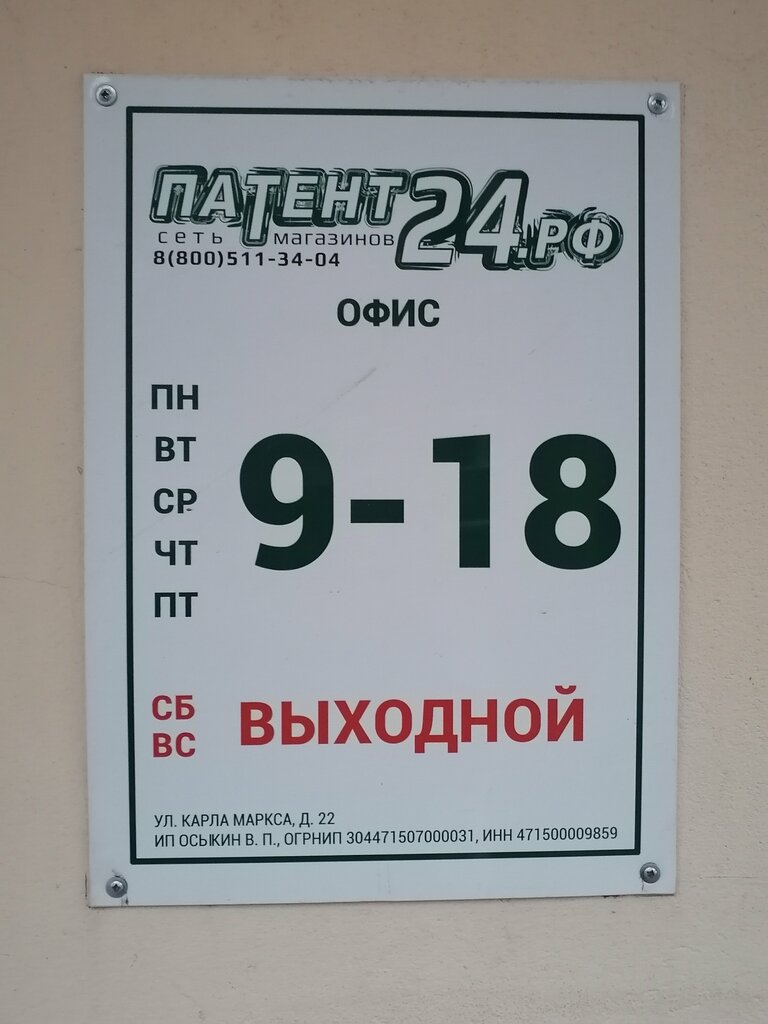 ПАТЕНТ24.РФ
сеть магазинов
8(800)511-34-04
ОФИС
ПН
ВТ
СР
ЧТ
ПТ
9-18
СБ
ВС
ВЫХОДНОЙ
УЛ. КАРЛА МАРКСА, Д. 22
ИП ОСЫКИН В. П., ОГРНИП 304471507000031, ИНН 471500009859